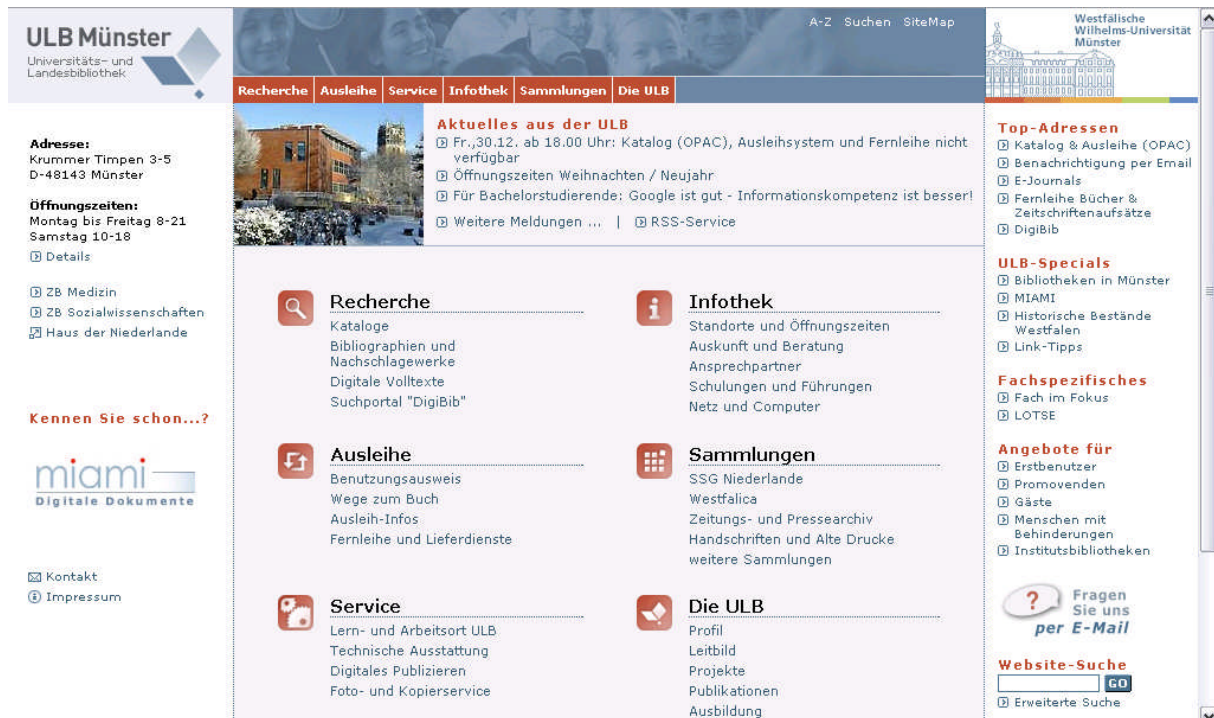 ULB Münster
Universitäts- und
Landesbibliothek
A-Z Suchen SiteMap
Westfälische
Wilhelms-Universität
Münster
Recherche Ausleihe Service Infothek Sammlungen Die ULB
Adresse:
Krummer Timpen 3-5
D-48143 Münster
Öffnungszeiten:
Montag bis Freitag 8-21
Samstag 10-18
Details
ZB Medizin
ZB Sozialwissenschaften
Haus der Niederlande
Kennen Sie schon...?
miami
Digitale Dokumente
Kontakt
Impressum
Aktuelles aus der ULB
Fr.,30.12. ab 18.00 Uhr: Katalog (OPAC), Ausleihsystem und Fernleihe nicht
verfügbar
Öffnungszeiten Weihnachten / Neujahr
Für Bachelorstudierende: Google ist gut - Informationskompetenz ist besser!
Weitere Meldungen ... | RSS-Service
Recherche
Kataloge
Bibliographien und
Nachschlagewerke
Digitale Volltexte
Suchportal "DigiBib"
Infothek
Standorte und Öffnungszeiten
Auskunft und Beratung
Ansprechpartner
Schulungen und Führungen
Netz und Computer
Ausleihe
Benutzungsausweis
Wege zum Buch
Ausleih-Infos
Fernleihe und Lieferdienste
Sammlungen
SSG Niederlande
Westfalica
Zeitungs- und Pressearchiv
Handschriften und Alte Drucke
weitere Sammlungen
Service
Lern- und Arbeitsort ULB
Technische Ausstattung
Digitales Publizieren
Foto- und Kopierservice
Die ULB
Profil
Leitbild
Projekte
Publikationen
Ausbildung
Top-Adressen
Katalog & Ausleihe (OPAC)
Benachrichtigung per Email
E-Journals
Fernleihe Bücher &
Zeitschriftenaufsätze
DigiBib
ULB-Specials
Bibliotheken in Münster
MIAMI
Historische Bestände
Westfalen
Link-Tipps
Fachspezifisches
Fach im Fokus
LOTSE
Angebote für
Erstbenutzer
Promovenden
Gäste
Menschen mit
Behinderungen
Institutsbibliotheken
Fragen
Sie uns
per E-Mail
Website-Suche
GO
Erweiterte Suche